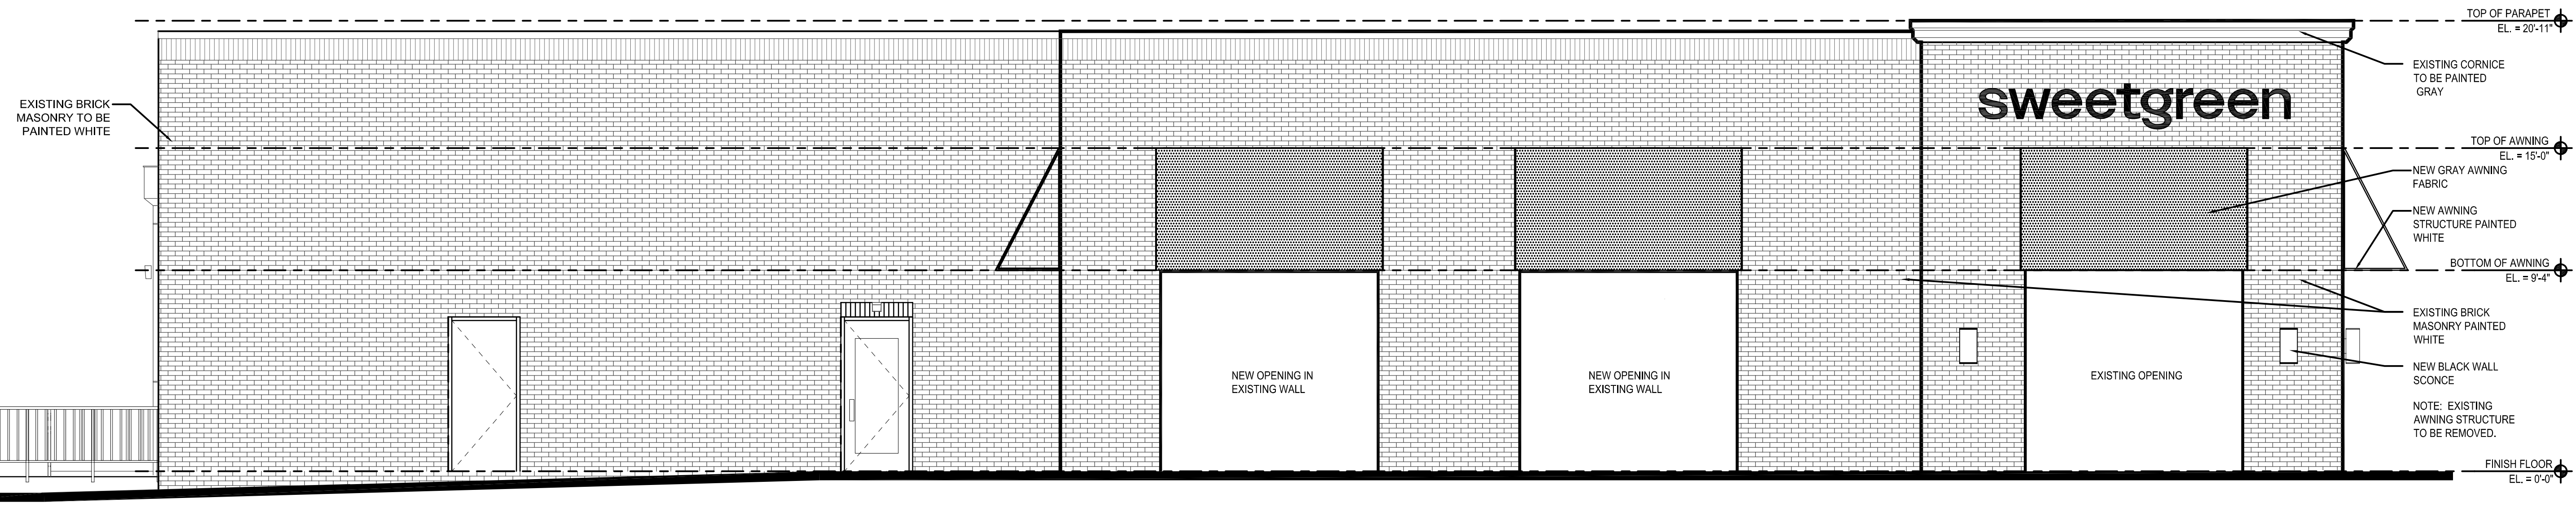 EXISTING BRICK
MASONRY TO BE
PAINTED WHITE
sweetgreen
NEW OPENING IN
EXISTING WALL
NEW OPENING IN
EXISTING WALL
EXISTING OPENING
TOP OF PARAPET
EL. = 20'-11"
EXISTING CORNICE
TO BE PAINTED
GRAY
TOP OF AWNING
EL. = 15'-0"
NEW GRAY AWNING
FABRIC
NEW AWNING
STRUCTURE PAINTED
WHITE
BOTTOM OF AWNING
EL. = 9'-4"
EXISTING BRICK
MASONRY PAINTED
WHITE
NEW BLACK WALL
SCONCE
NOTE: EXISTING
AWNING STRUCTURE
TO BE REMOVED.
FINISH FLOOR
EL. = 0'-0"